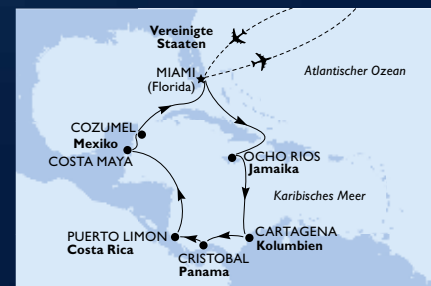 Vereinigte
Staaten
MIAMI
(Florida)
Atlantischer Ozean
COZUMEL
Mexiko
COSTA MAYA
OCHO RIOS
Jamaika
Karibisches Meer
PUERTO LIMON
Costa Rica
CARTAGENA
Kolumbien
CRISTOBAL
Panama